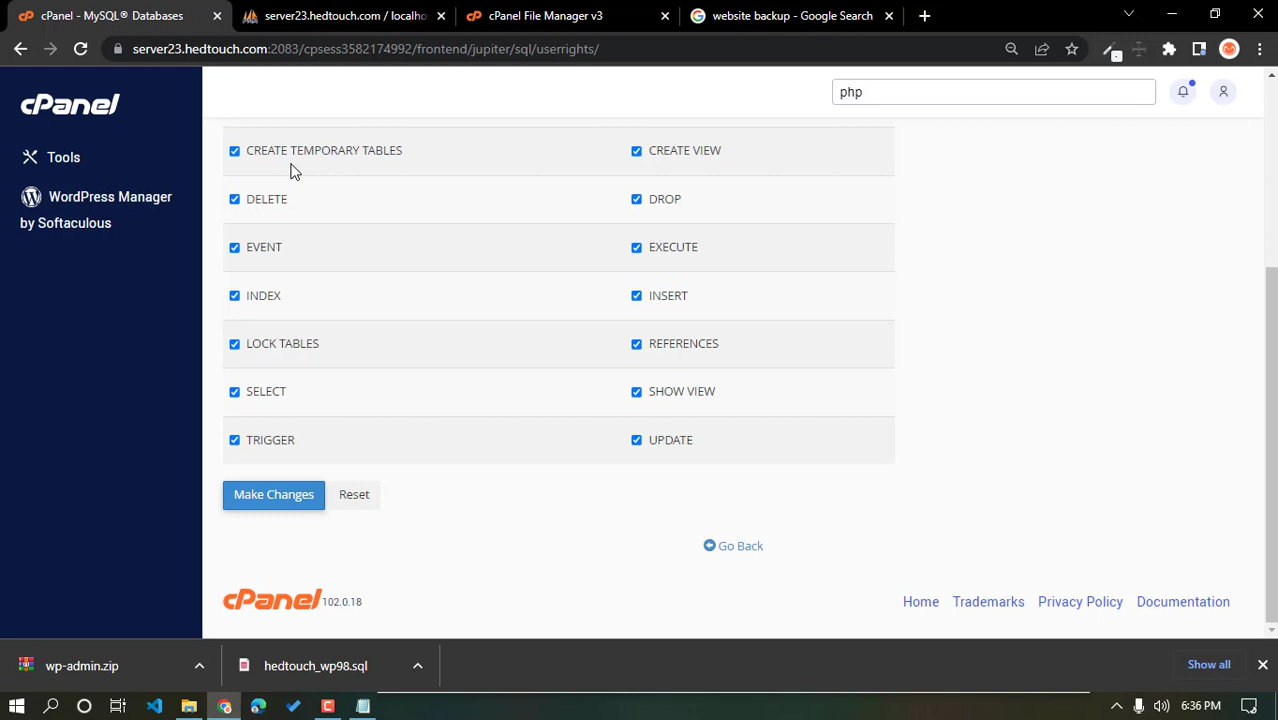 cPanel - MySQL® Databases
server23.hedtouch.com / localho
cPanel File Manager v3
website backup - Google Search
server23.hedtouch.com:2083/cpsess3582174992/frontend/jupiter/sql/userrights/
cPanel
php
Tools
WordPress Manager
by Softaculous
CREATE TEMPORARY TABLES
CREATE VIEW
DELETE
DROP
EVENT
EXECUTE
INDEX
INSERT
LOCK TABLES
REFERENCES
SELECT
SHOW VIEW
TRIGGER
UPDATE
Make Changes
Reset
Go Back
cPanel 102.0.18
Home
Trademarks
Privacy Policy
Documentation
wp-admin.zip
hedtouch_wp98.sql
Show all
6:36 PM